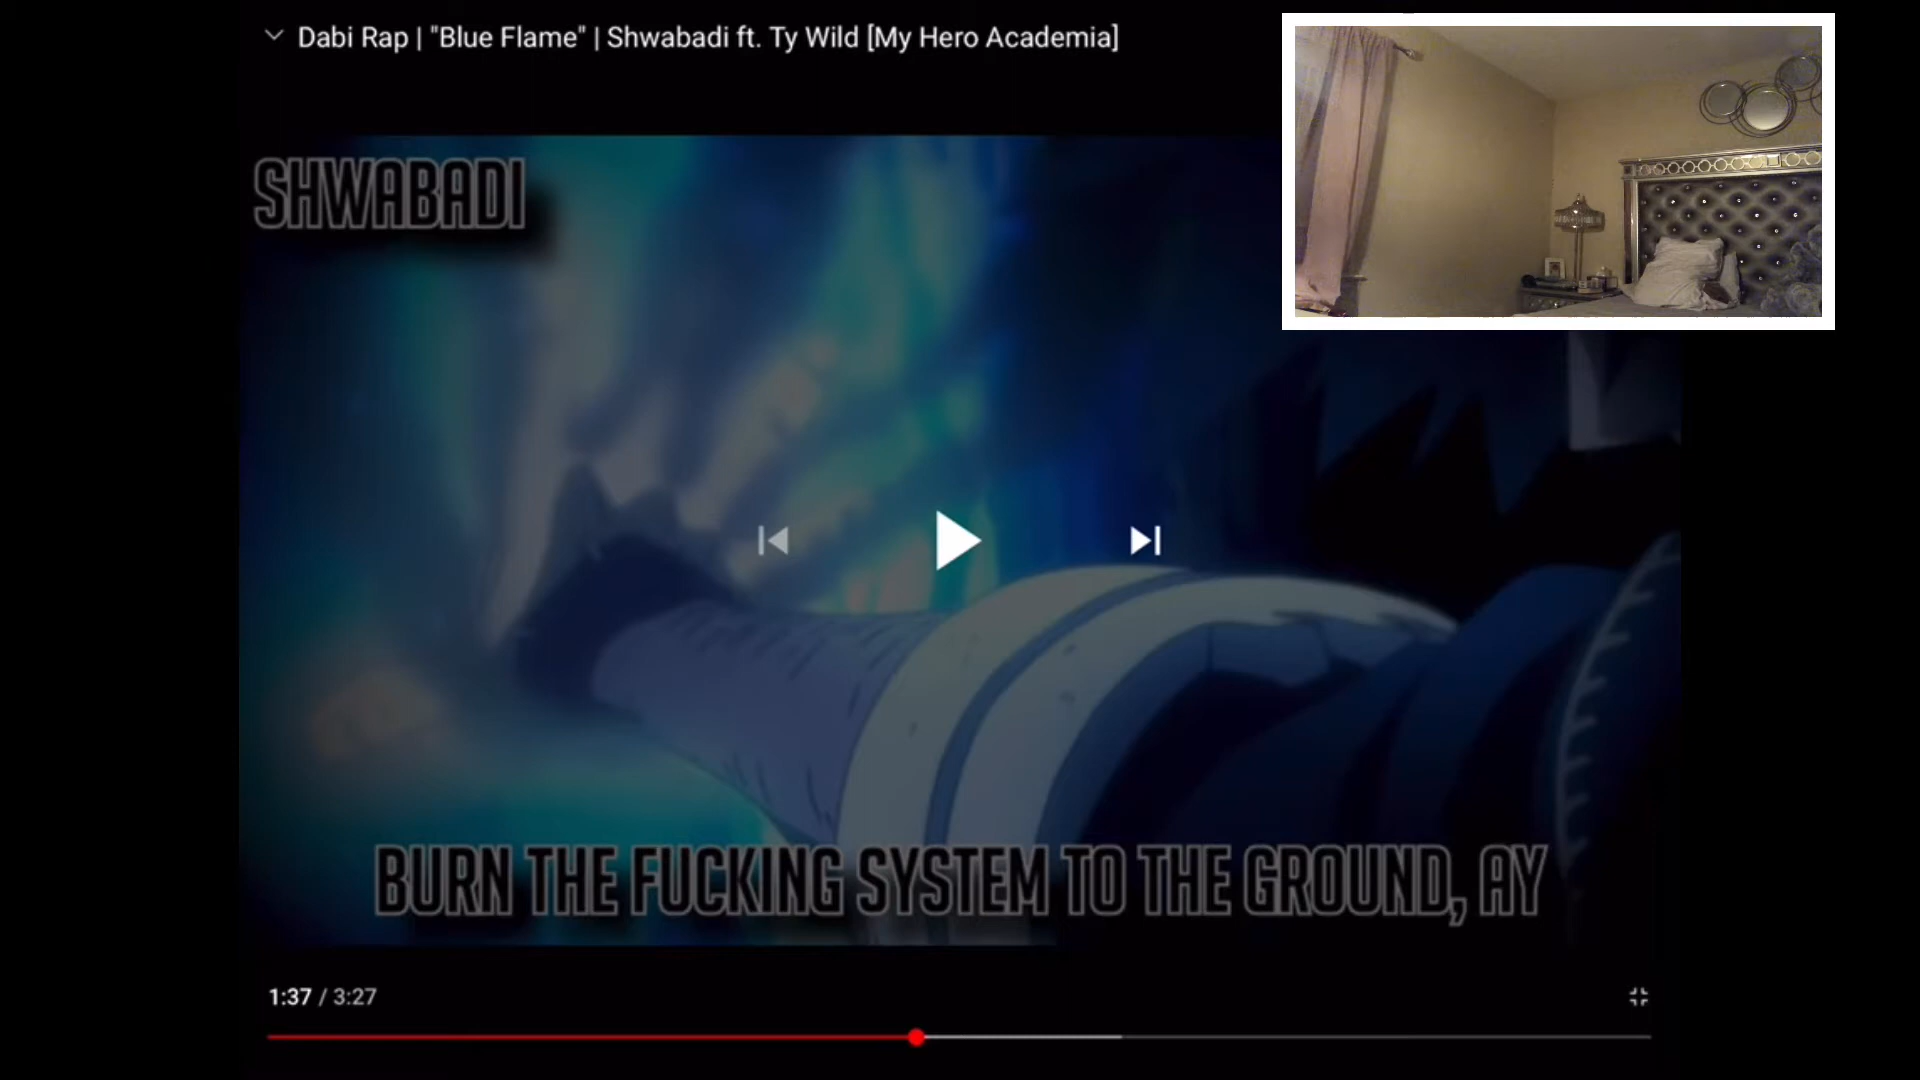 Dabi Rap | "Blue Flame" | Shwabadi ft. Ty Wild [My Hero Academia]
SHWABADI
BURN THE FUCKING SYSTEM TO THE GROUND, AY
1:37 / 3:27